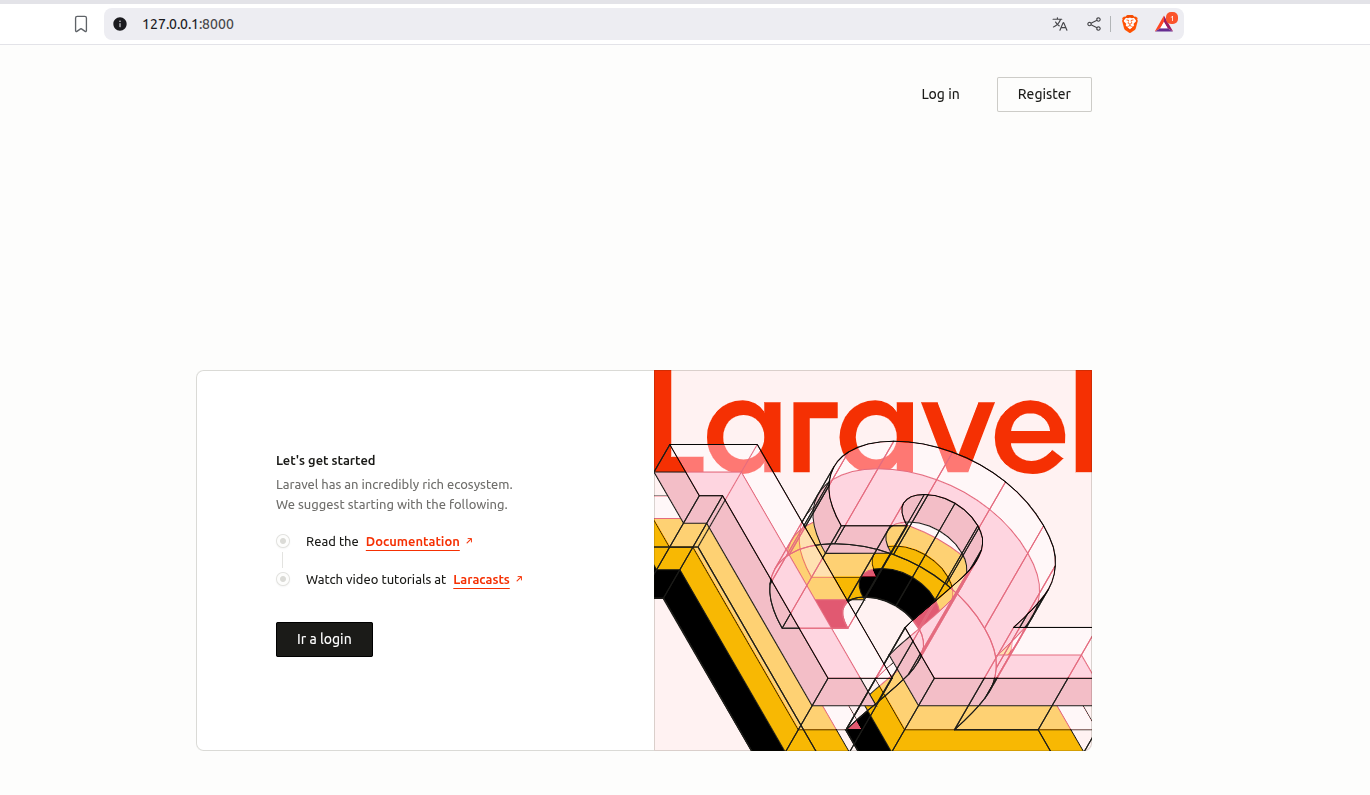 127.0.0.1:8000
1
Log in
Register
Laravel
Let's get started
Laravel has an incredibly rich ecosystem.
We suggest starting with the following.
Read the Documentation
Watch video tutorials at Laracasts
Ir a login